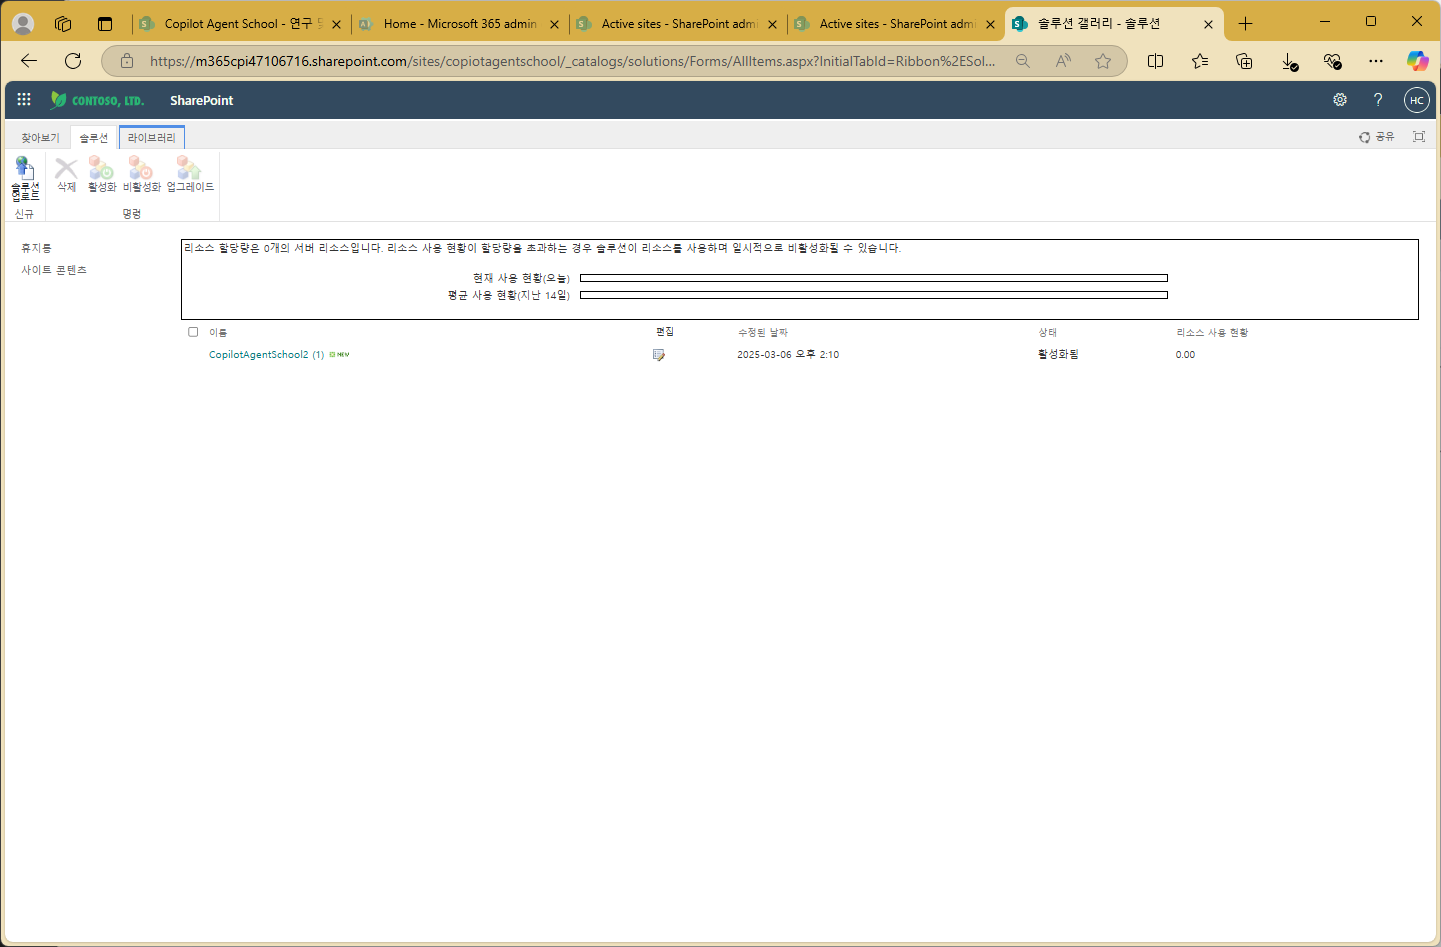 Copilot Agent School - 연구 및
Home - Microsoft 365 admin
Active sites - SharePoint admi
Active sites - SharePoint admi
솔루션 갤러리 - 솔루션
https://m365cpi47106716.sharepoint.com/sites/copiotagentschool/_catalogs/solutions/Forms/AllItems.aspx?InitialTabId=Ribbon%2ESol...
CONTOSO, LTD.
SharePoint
?
HC
찾아보기
솔루션
라이브러리
공유
솔루션
업로드
삭제
활성화
비활성화
업그레이드
신규
명령
휴지통
사이트 콘텐츠
리소스 할당량은 0개의 서버 리소스입니다. 리소스 사용 현황이 할당량을 초과하는 경우 솔루션이 리소스를 사용하며 일시적으로 비활성화될 수 있습니다.
현재 사용 현황(오늘)
평균 사용 현황(지난 14일)
이름 편집 수정된 날짜 상태 리소스 사용 현황
CopilotAgentSchool2 (1) NEW 2025-03-06 오후 2:10 활성화됨 0.00